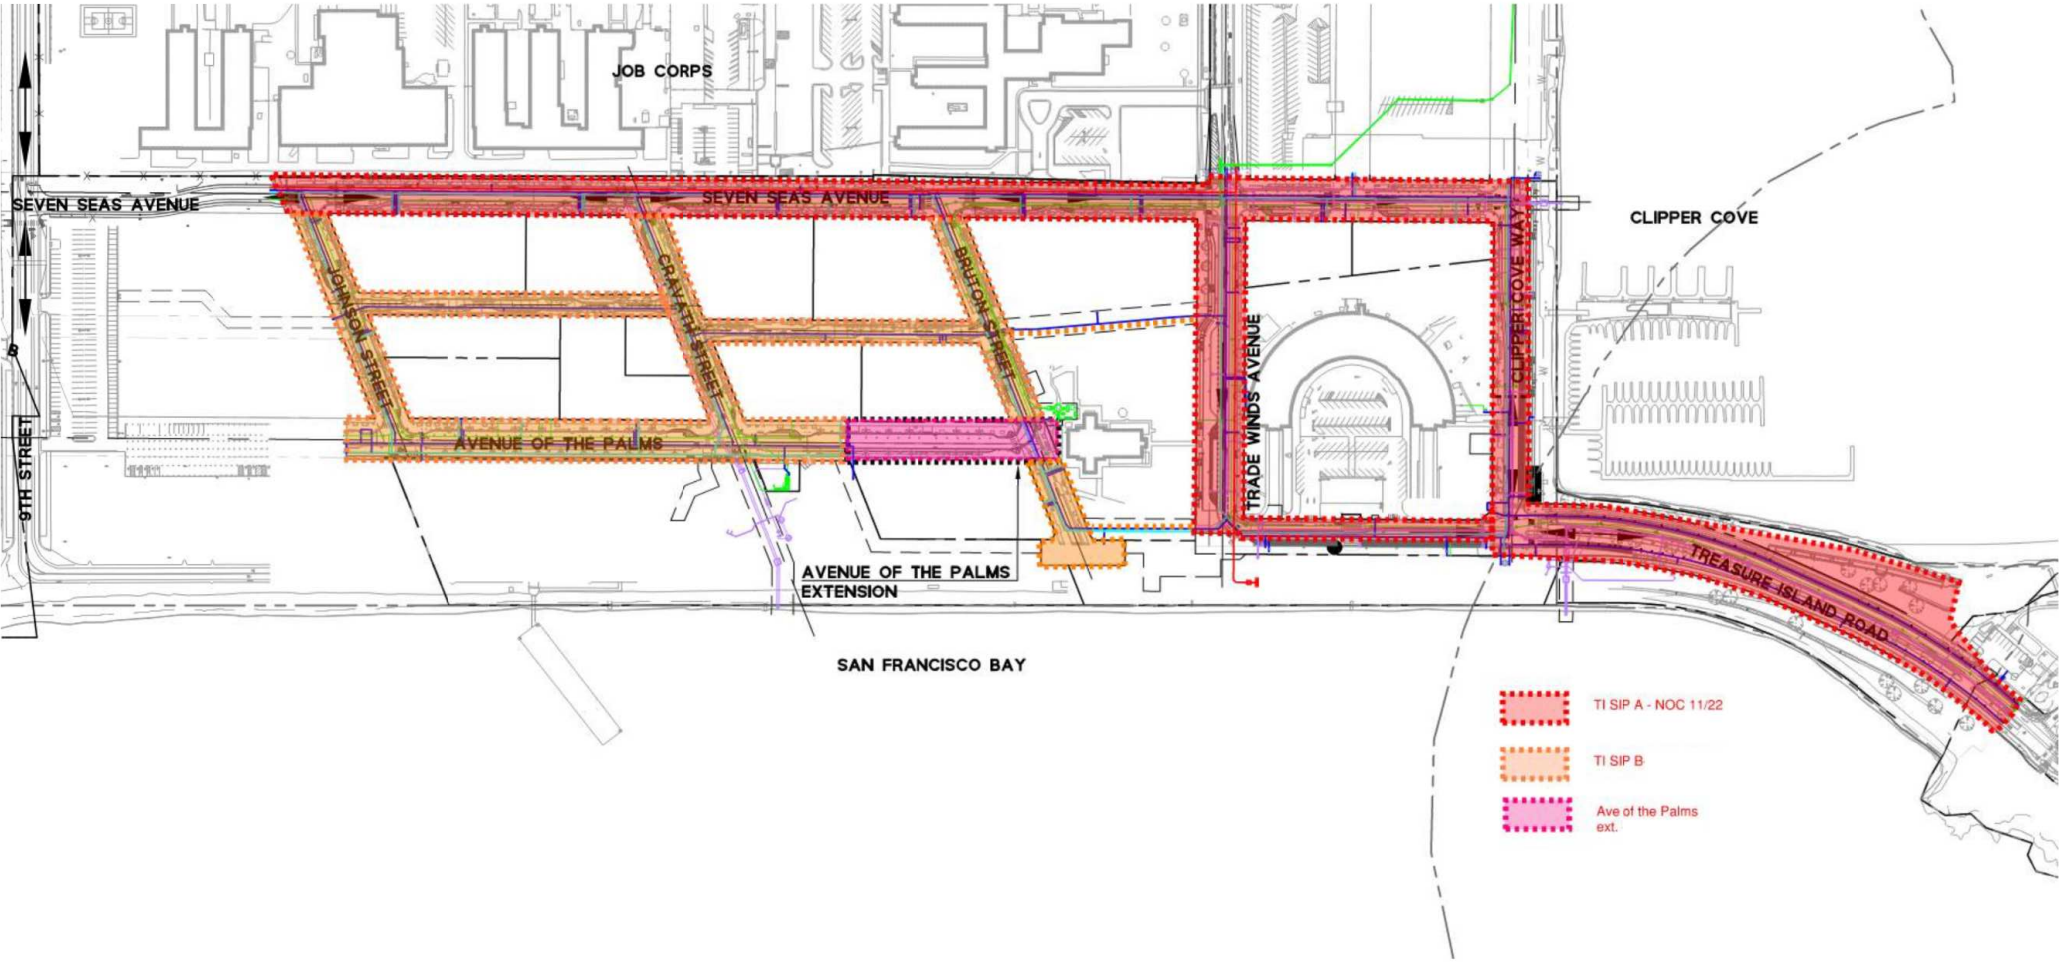 JOB CORPS
SEVEN SEAS AVENUE
SEVEN SEAS AVENUE
CLIPPER COVE
CLIPPER COVE WAY
JOHNSON STREET
CRAVATH STREET
BRUTON STREET
TRADE WINDS AVENUE
B
9TH STREET
AVENUE OF THE PALMS
AVENUE OF THE PALMS
EXTENSION
TREASURE ISLAND ROAD
SAN FRANCISCO BAY
TI SIP A - NOC 11/22
TI SIP B
Ave of the Palms
ext.